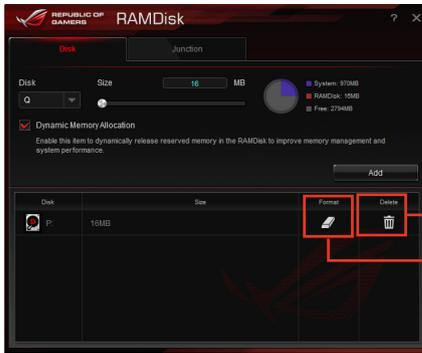 REPUBLIC OF GAMERS RAMDisk ? X
Disk Junction
Disk Size 16 MB
Q
System: 970MB
RAMDisk: 16MB
Free: 2794MB
Dynamic Memory Allocation
Enable this item to dynamically release reserved memory in the RAMDisk to improve memory management and
system performance.
Add
Disk Size Format Delete
P: 16MB